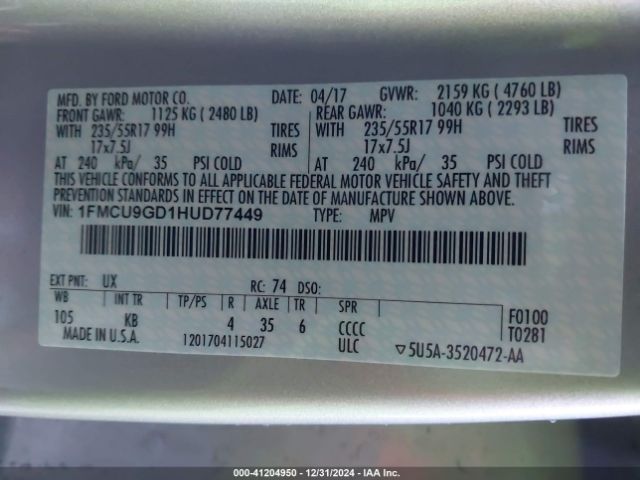 MFD. BY FORD MOTOR CO. DATE: 04/17 GVWR: 2159 KG ( 4760 LB)
FRONT GAWR: 1125 KG ( 2480 LB) REAR GAWR: 1040 KG ( 2293 LB)
WITH 235/55R17 99H TIRES WITH 235/55R17 99H TIRES
17x7.5J RIMS 17x7.5J RIMS
AT 240 kPa/ 35 PSI COLD AT 240 kPa/ 35 PSI COLD
THIS VEHICLE CONFORMS TO ALL APPLICABLE FEDERAL MOTOR VEHICLE SAFETY AND THEFT
PREVENTION STANDARDS IN EFFECT ON THE DATE OF MANUFACTURE SHOWN ABOVE.
VIN: 1FMCU9GD1HUD77449 TYPE: MPV
EXT PNT: UX RC: 74 DSO:
WB INT TR TP/PS R AXLE TR SPR F0100
105 KB 4 35 6 CCCC T0281
MADE IN U.S.A. 1201704115027 ULC ▽5U5A-3520472-AA
000-41204950 • 12/31/2024 - IAA Inc.